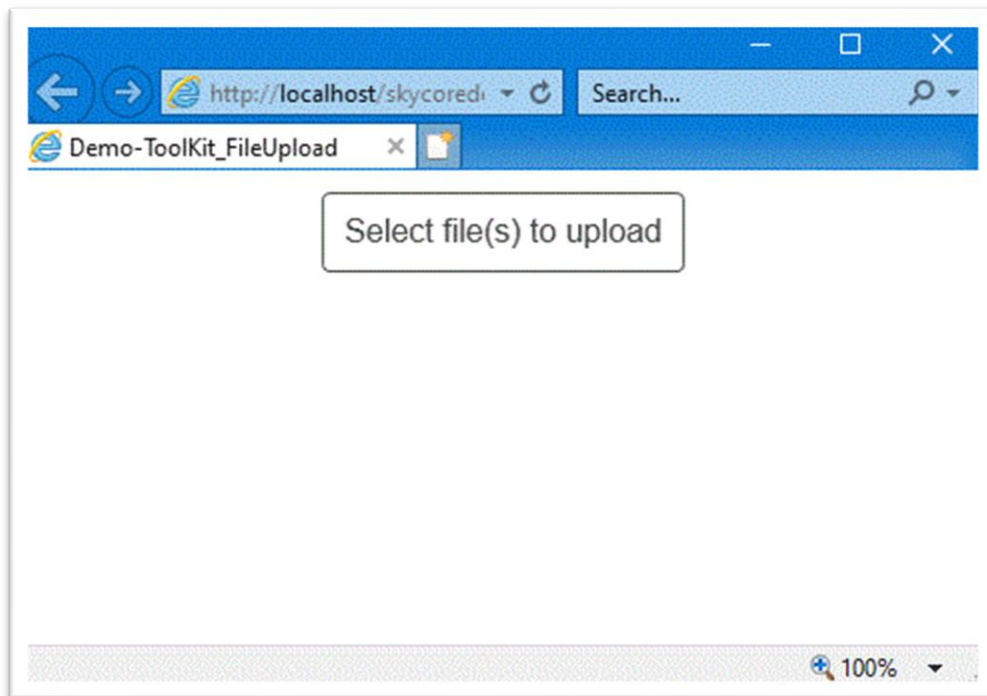 http://localhost/skycored
Search...
Demo-ToolKit_FileUpload
Select file(s) to upload
100%